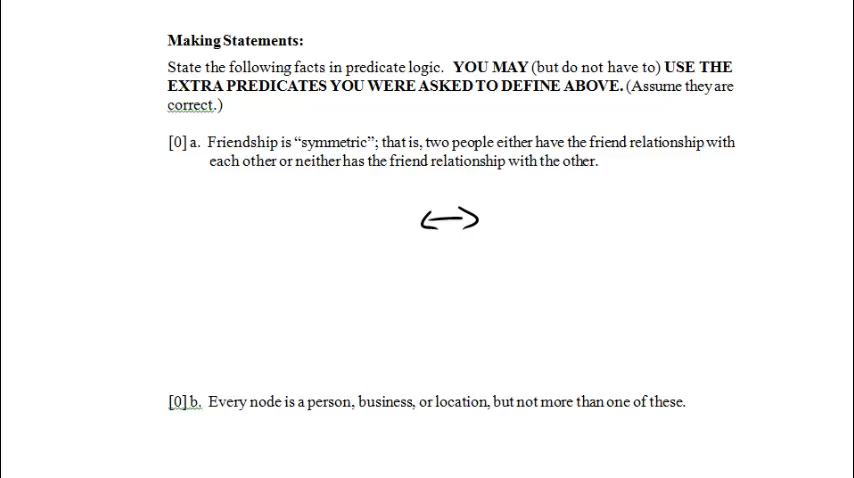 Making Statements:
State the following facts in predicate logic. YOU MAY (but do not have to) USE THE
EXTRA PREDICATES YOU WERE ASKED TO DEFINE ABOVE. (Assume they are
correct.)
[0] a. Friendship is “symmetric”; that is, two people either have the friend relationship with
each other or neither has the friend relationship with the other.
↔
[0] b. Every node is a person, business, or location, but not more than one of these.